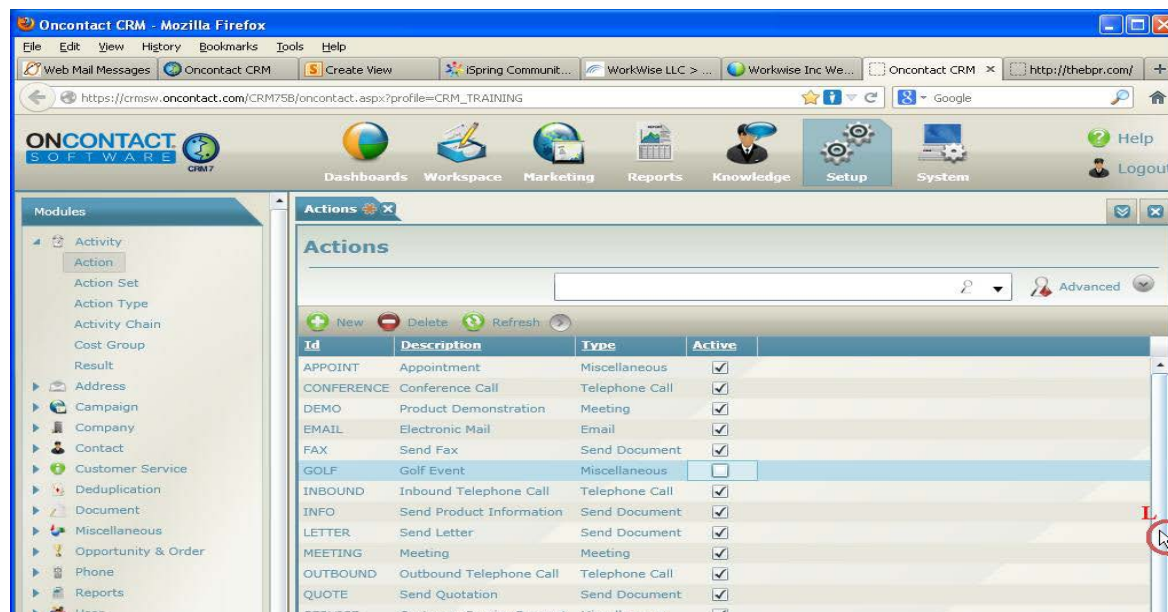 Oncontact CRM - Mozilla Firefox
File Edit View History Bookmarks Tools Help
Web Mail Messages Oncontact CRM S Create View iSpring Communit... WorkWise LLC > ... Workwise Inc We... Oncontact CRM × http://thebpr.com/ +
https://crmsw.oncontact.com/CRM75B/oncontact.aspx?profile=CRM_TRAINING 8 Google
ONCONTACT
SOFTWARE
CRM7
Dashboards Workspace Marketing Reports Knowledge Setup System
Help
Logout
Modules
Activity
Action
Action Set
Action Type
Activity Chain
Cost Group
Result
Address
Campaign
Company
Contact
Customer Service
Deduplication
Document
Miscellaneous
Opportunity & Order
Phone
Reports
Actions
Actions
Advanced
New Delete Refresh
Id Description Type Active
APPOINT Appointment Miscellaneous
CONFERENCE Conference Call Telephone Call
DEMO Product Demonstration Meeting
EMAIL Electronic Mail Email
FAX Send Fax Send Document
GOLF Golf Event Miscellaneous
INBOUND Inbound Telephone Call Telephone Call
INFO Send Product Information Send Document
LETTER Send Letter Send Document
MEETING Meeting Meeting
OUTBOUND Outbound Telephone Call Telephone Call
QUOTE Send Quotation Send Document
L